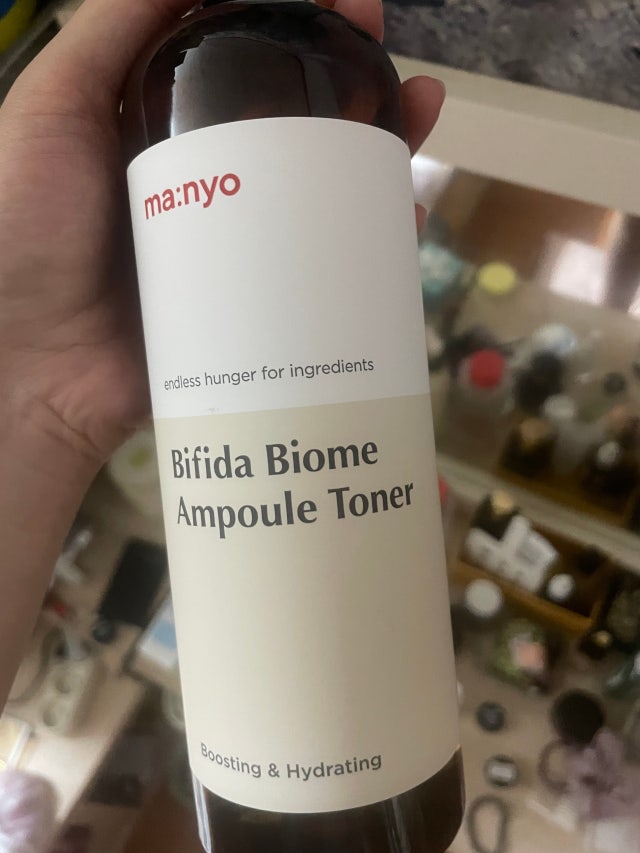 ma:nyo
endless hunger for ingredients
Bifida Biome
Ampoule Toner
Boosting & Hydrating